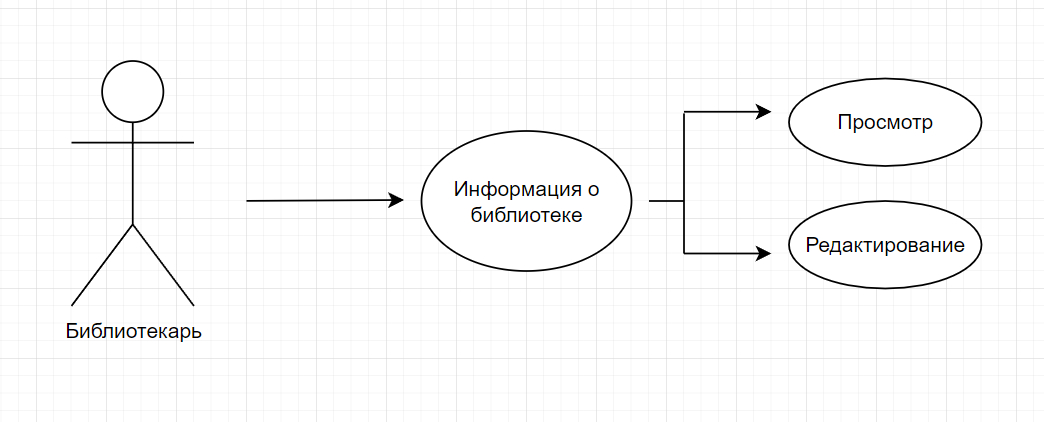 Библиотекарь
Информация о
библиотеке
Просмотр
Редактирование